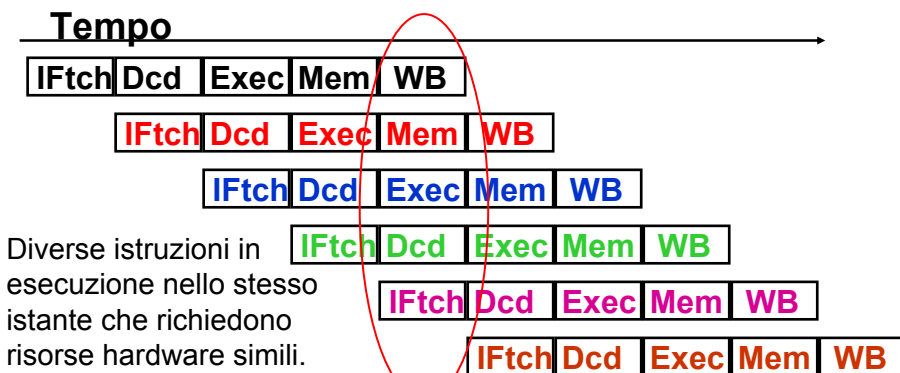 Tempo
IFtch Dcd Exec Mem WB
IFtch Dcd Exec Mem WB
IFtch Dcd Exec Mem WB
IFtch Dcd Exec Mem WB
IFtch Dcd Exec Mem WB
IFtch Dcd Exec Mem WB
Diverse istruzioni in
esecuzione nello stesso
istante che richiedono
risorse hardware simili.